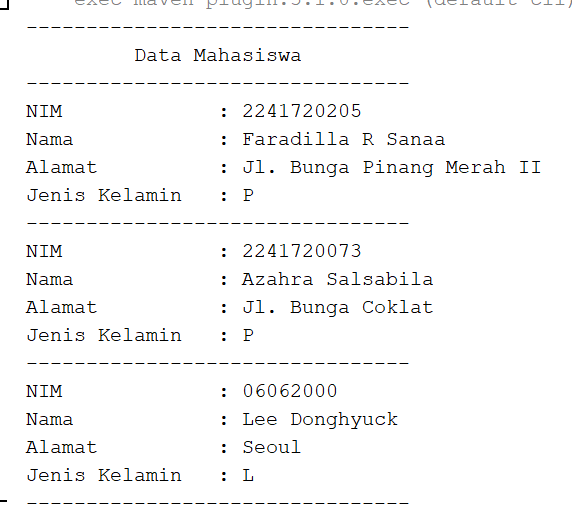 exec maven plugin:3.1.0:exec (default cli)
--------------------------------
Data Mahasiswa
--------------------------------
NIM : 2241720205
Nama : Faradilla R Sanaa
Alamat : Jl. Bunga Pinang Merah II
Jenis Kelamin : P
--------------------------------
NIM : 2241720073
Nama : Azahra Salsabila
Alamat : Jl. Bunga Coklat
Jenis Kelamin : P
--------------------------------
NIM : 06062000
Nama : Lee Donghyuck
Alamat : Seoul
Jenis Kelamin : L
--------------------------------